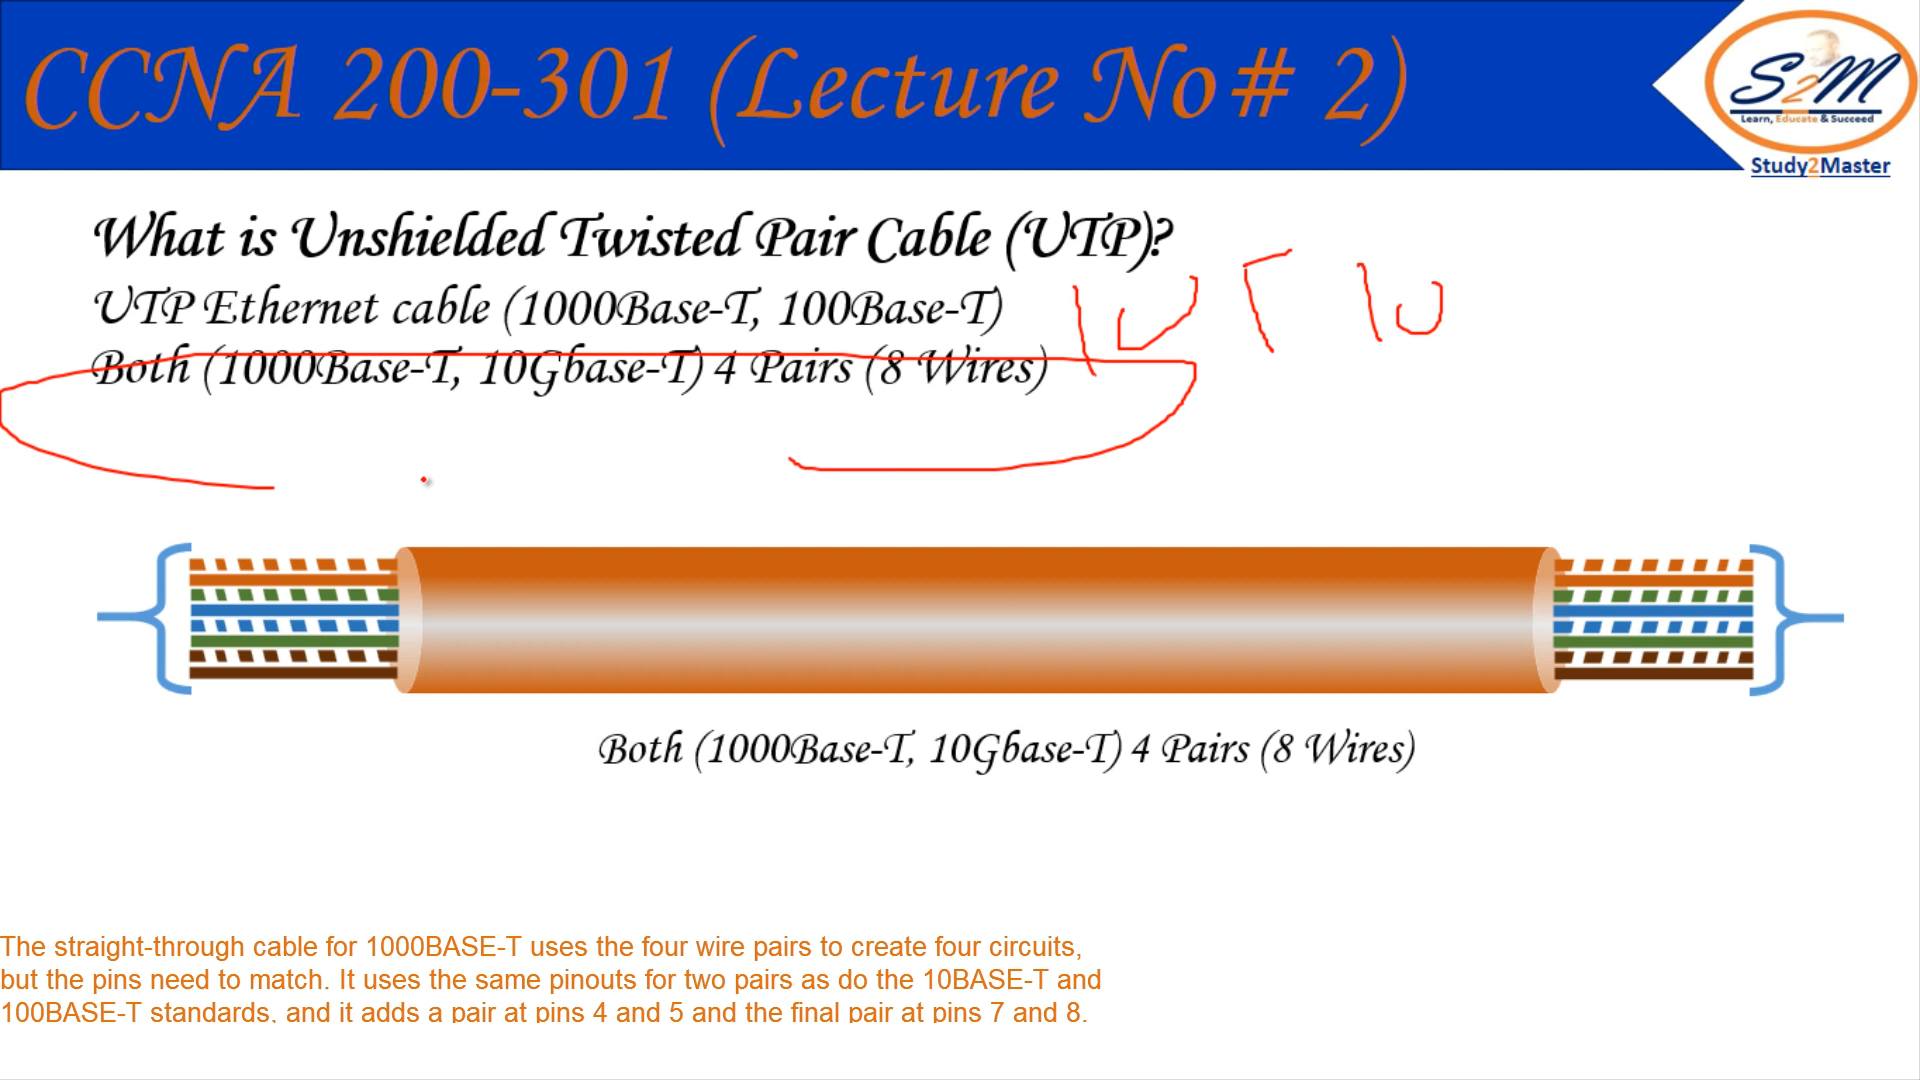 CCNA 200-301 (Lecture No# 2)
S2M
Learn, Educate & Succeed
Study2Master
What is Unshielded Twisted Pair Cable (UTP)?
UTP Ethernet cable (1000Base-T, 100Base-T)
Both (1000Base-T, 10Gbase-T) 4 Pairs (8 Wires)
Both (1000Base-T, 10Gbase-T) 4 Pairs (8 Wires)
The straight-through cable for 1000BASE-T uses the four wire pairs to create four circuits,
but the pins need to match. It uses the same pinouts for two pairs as do the 10BASE-T and
100BASE-T standards, and it adds a pair at pins 4 and 5 and the final pair at pins 7 and 8.